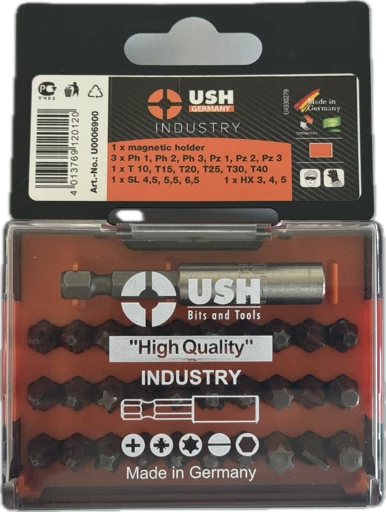 USH
GERMANY
INDUSTRY
U4930279
Made in
Germany
1 x magnetic holder
3 x Ph 1, Ph 2, Ph 3, Pz 1, Pz 2, Pz 3
1 x T 10, T15, T20, T25, T30, T40
1 x SL 4,5, 5,5, 6,5 1 x HX 3, 4, 5
4 013769 120120
Art.-No.: U0006900
USH
Bits and Tools
"High Quality"
INDUSTRY
Made in Germany